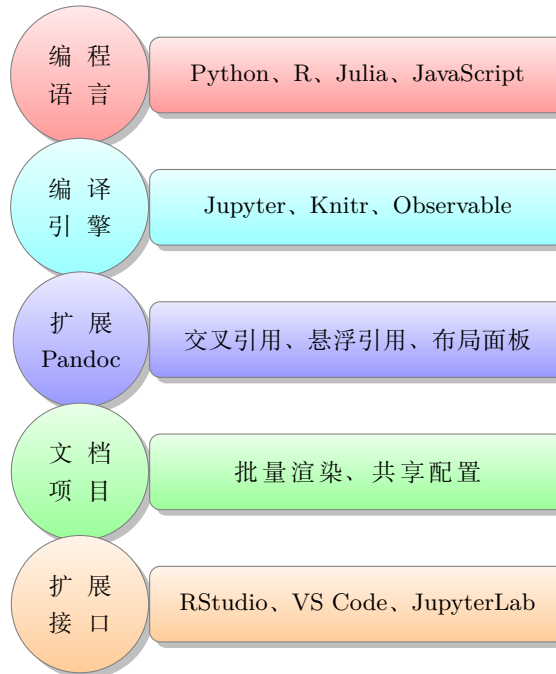 编程
语言
Python、R、Julia、JavaScript
编译
引擎
Jupyter、Knitr、Observable
扩展
Pandoc
交叉引用、悬浮引用、布局面板
文档
项目
批量渲染、共享配置
扩展
接口
RStudio、VS Code、JupyterLab